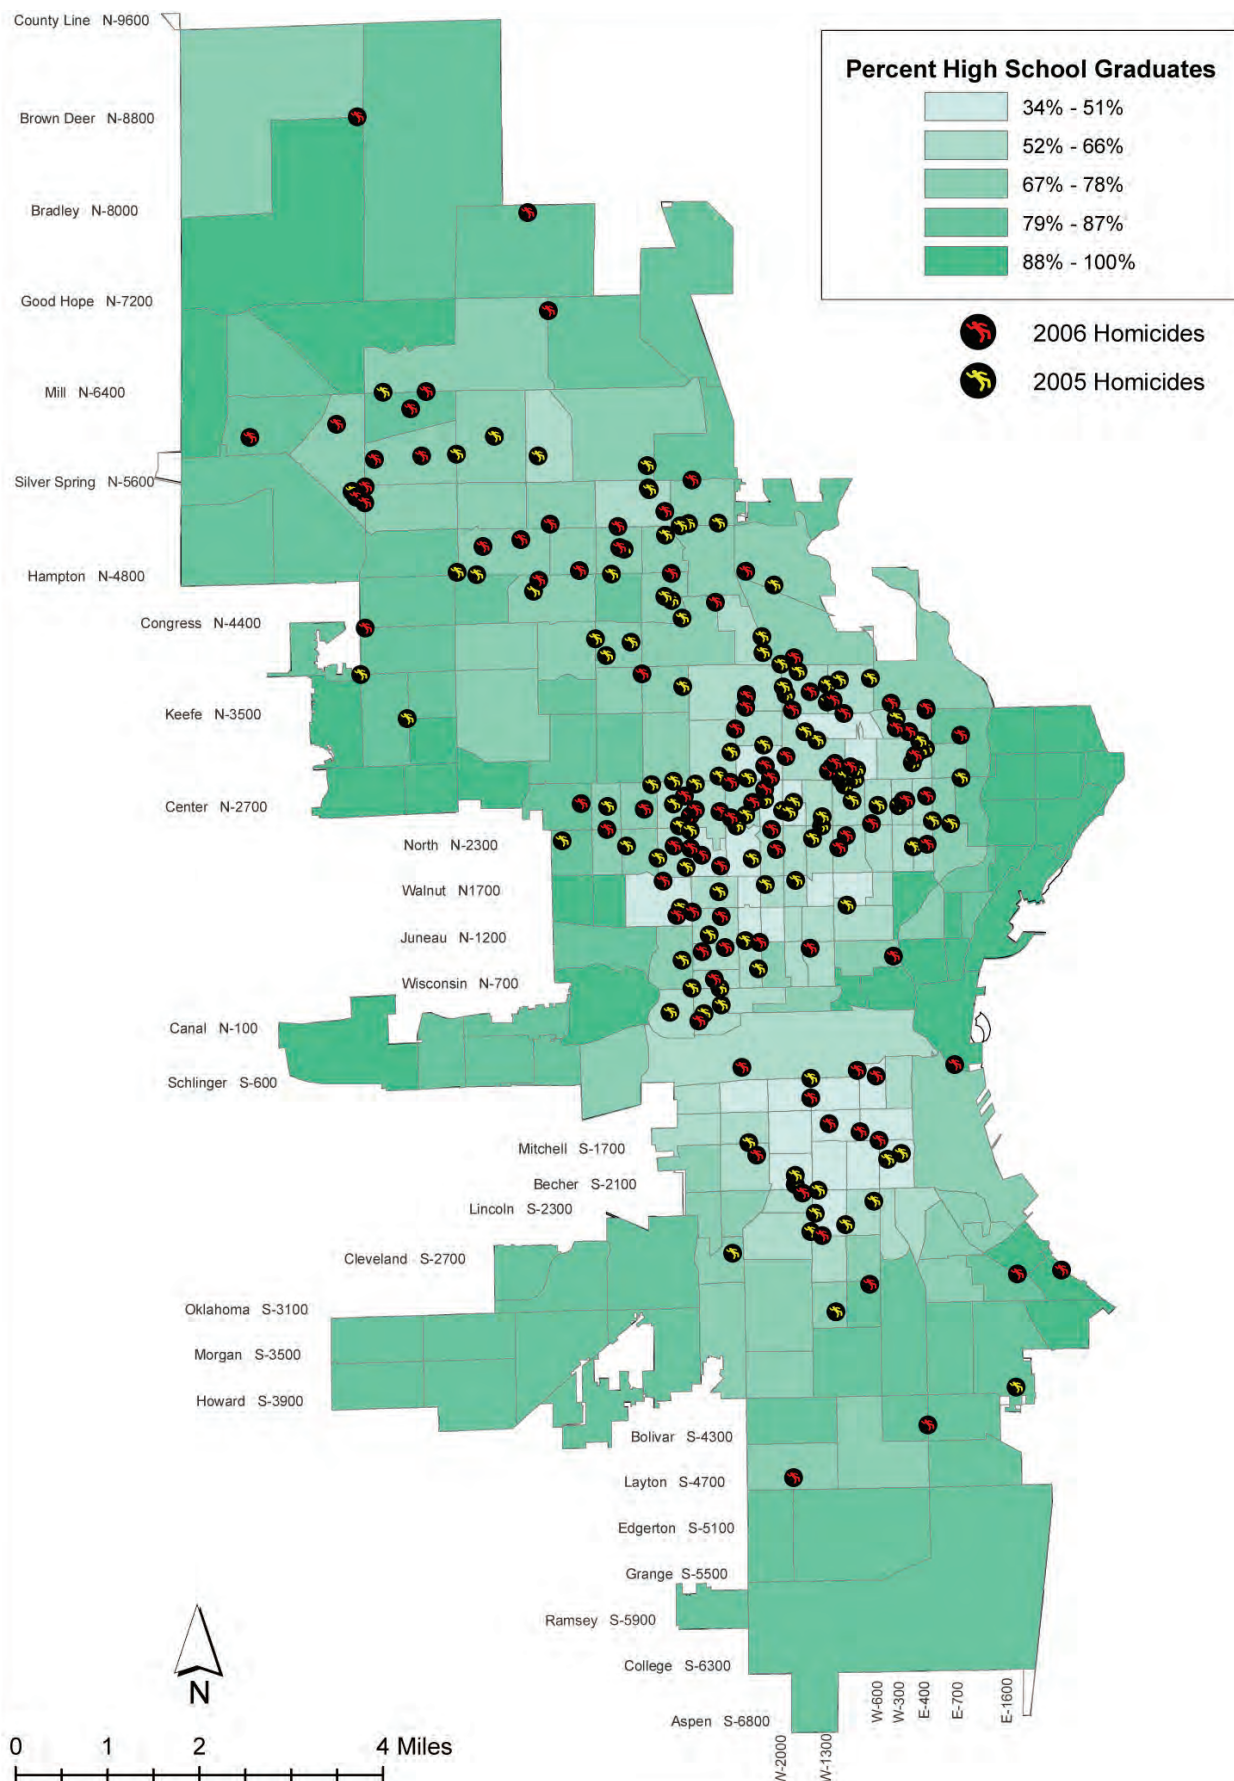 County Line N-9600
Brown Deer N-8800
Bradley N-8000
Good Hope N-7200
Mill N-6400
Silver Spring N-5600
Hampton N-4800
Congress N-4400
Keefe N-3500
Center N-2700
North N-2300
Walnut N1700
Juneau N-1200
Wisconsin N-700
Canal N-100
Schlinger S-600
Mitchell S-1700
Becher S-2100
Lincoln S-2300
Cleveland S-2700
Oklahoma S-3100
Morgan S-3500
Howard S-3900
Bolivar S-4300
Layton S-4700
Edgerton S-5100
Grange S-5500
Ramsey S-5900
College S-6300
Aspen S-6800
W-2000
W-1300
W-600
W-300
E-400
E-700
E-1600
Percent High School Graduates
34% - 51%
52% - 66%
67% - 78%
79% - 87%
88% - 100%
2006 Homicides
2005 Homicides
N
0 1 2 4 Miles